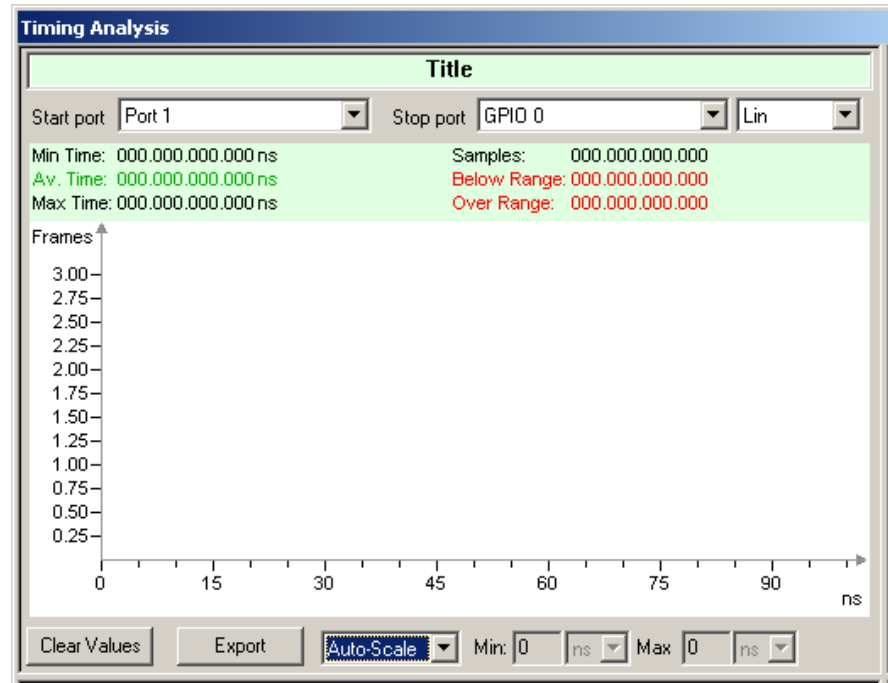 Timing Analysis
Title
Start port Port 1 Stop port GPIO 0 Lin
Min Time: 000.000.000.000 ns Samples: 000.000.000.000
Av. Time: 000.000.000.000 ns Below Range: 000.000.000.000
Max Time: 000.000.000.000 ns Over Range: 000.000.000.000
Frames
3.00
2.75
2.50
2.25
2.00
1.75
1.50
1.25
1.00
0.75
0.50
0.25
0 15 30 45 60 75 90
ns
Clear Values Export Auto-Scale Min: 0 ns Max 0 ns